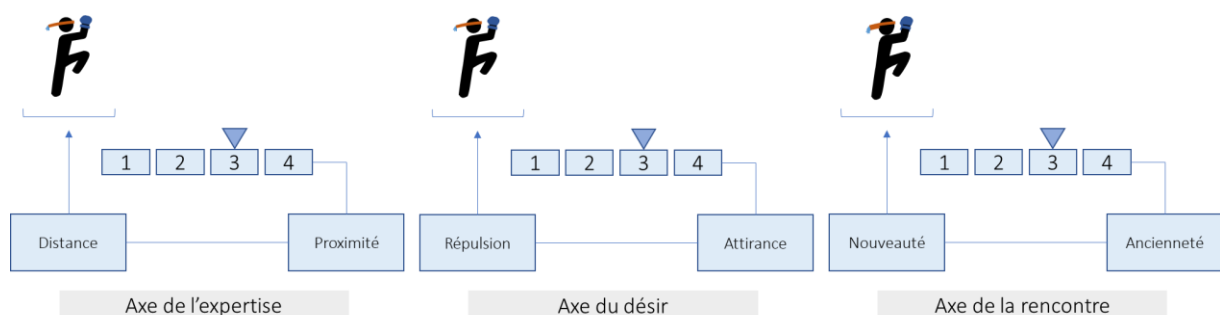 1 2 3 4
Distance
Proximité
Axe de l'expertise
1 2 3 4
Répulsion
Attirance
Axe du désir
1 2 3 4
Nouveauté
Ancienneté
Axe de la rencontre